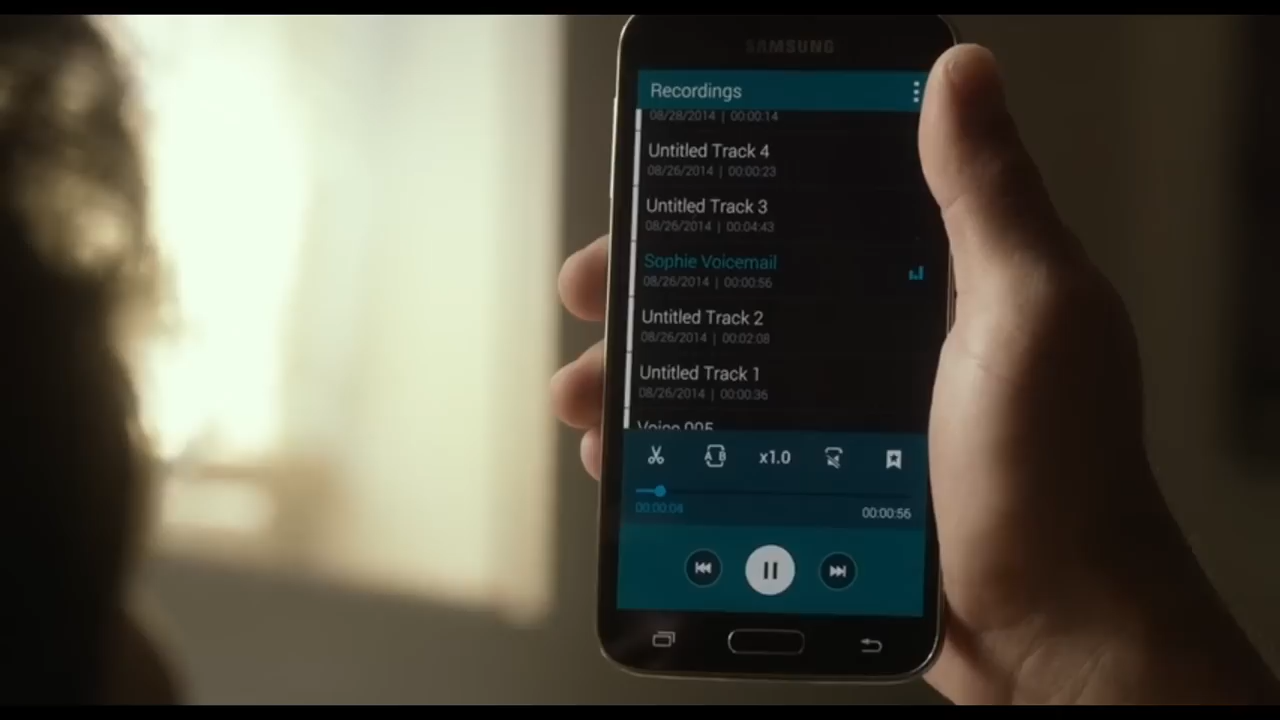 SAMSUNG
Recordings
08/28/2014 | 00:00:14
Untitled Track 4
08/26/2014 | 00:00:23
Untitled Track 3
08/26/2014 | 00:04:43
Sophie Voicemail
08/26/2014 | 00:00:56
Untitled Track 2
08/26/2014 | 00:02:08
Untitled Track 1
08/26/2014 | 00:00:36
Voice 005
A B x1.0
00:00:04 00:00:56